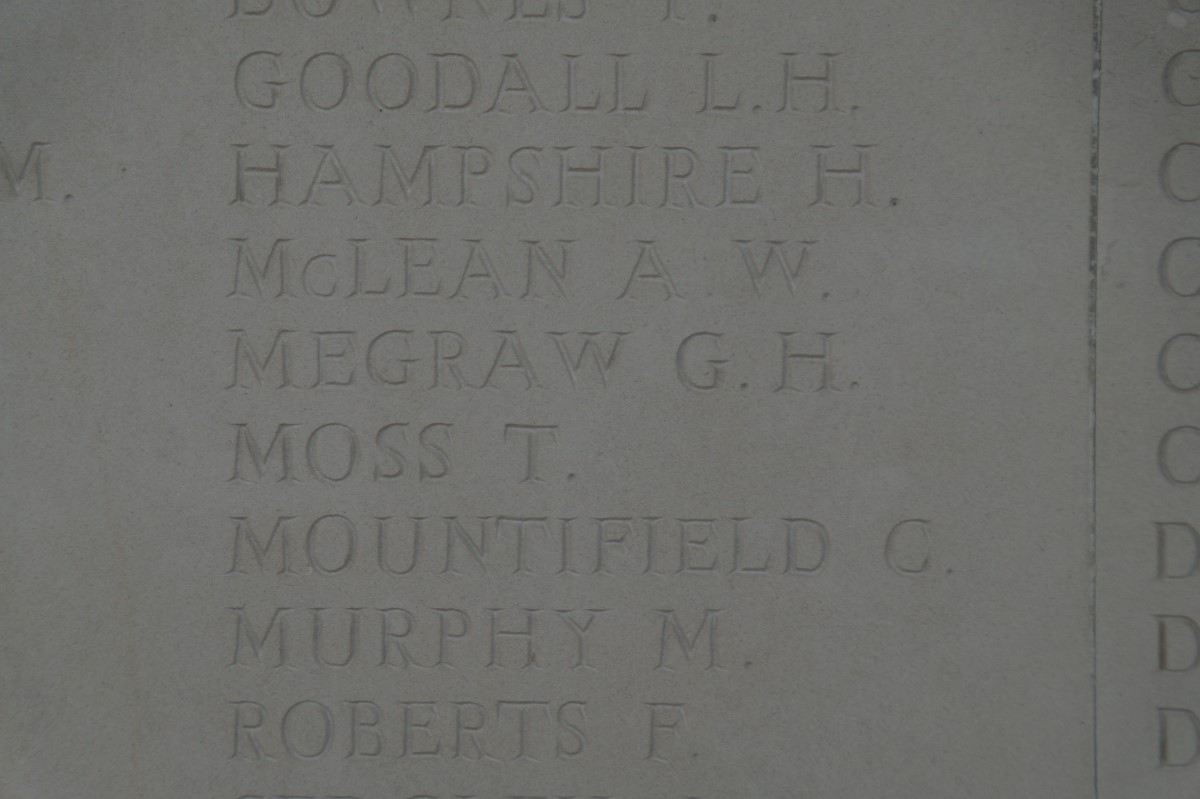 GOODALL L.H.
M.
HAMPSHIRE H.
McLEAN A.W.
MEGRAW G.H.
MOSS T.
MOUNTIFIELD C.
MURPHY M.
ROBERTS F.